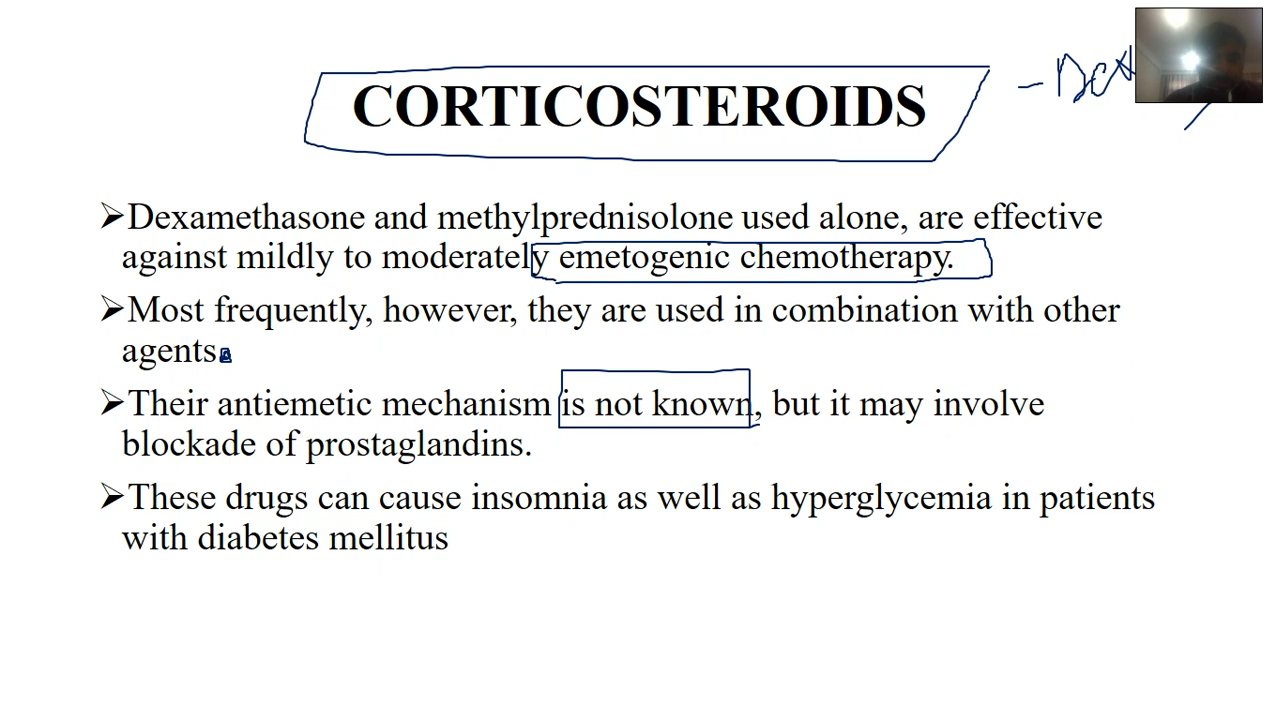 CORTICOSTEROIDS
➢Dexamethasone and methylprednisolone used alone, are effective
against mildly to moderately emetogenic chemotherapy.
➢Most frequently, however, they are used in combination with other
agents.
➢Their antiemetic mechanism is not known, but it may involve
blockade of prostaglandins.
➢These drugs can cause insomnia as well as hyperglycemia in patients
with diabetes mellitus